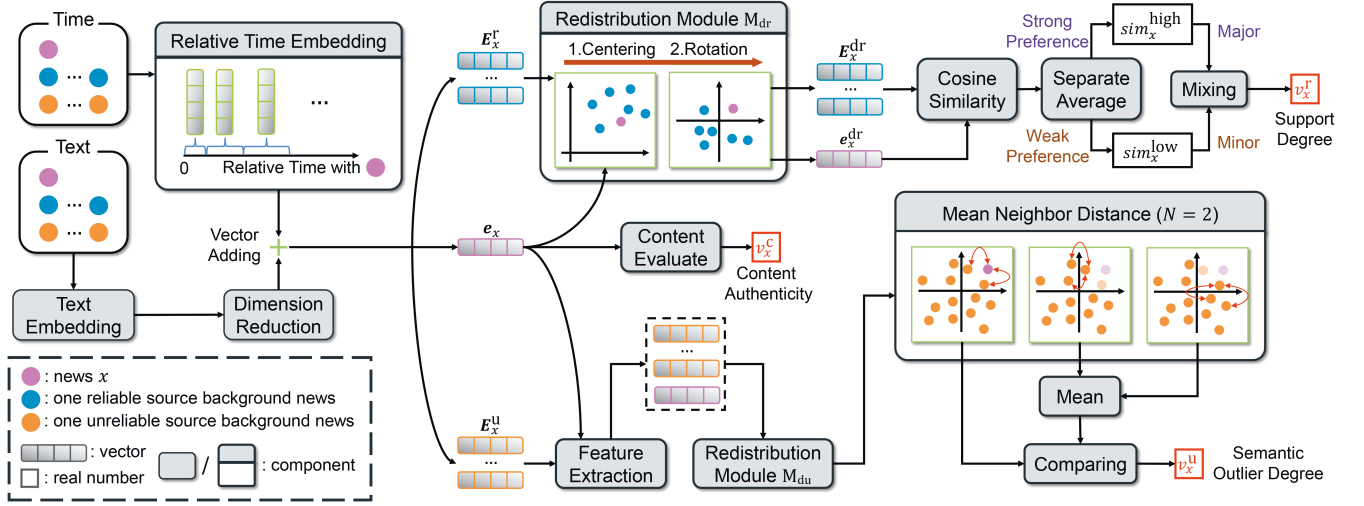 Time
...
...
Text
...
...
Relative Time Embedding
...
0
Relative Time with
Vector
Adding
+
Text
Embedding
Dimension
Reduction
: news x
: one reliable source background news
: one unreliable source background news
: vector
/
: component
: real number
E_x^r
...
e_x
E_x^u
...
Redistribution Module M_dr
1.Centering
2.Rotation
E_x^dr
...
e_x^dr
Cosine
Similarity
Separate
Average
Strong
Preference
Weak
Preference
sim_x^high
sim_x^low
Major
Minor
Mixing
v_x^r
Support
Degree
Content
Evaluate
v_x^c
Content
Authenticity
Feature
Extraction
...
Redistribution
Module M_du
Mean Neighbor Distance (N = 2)
Mean
Comparing
v_x^u
Semantic
Outlier Degree